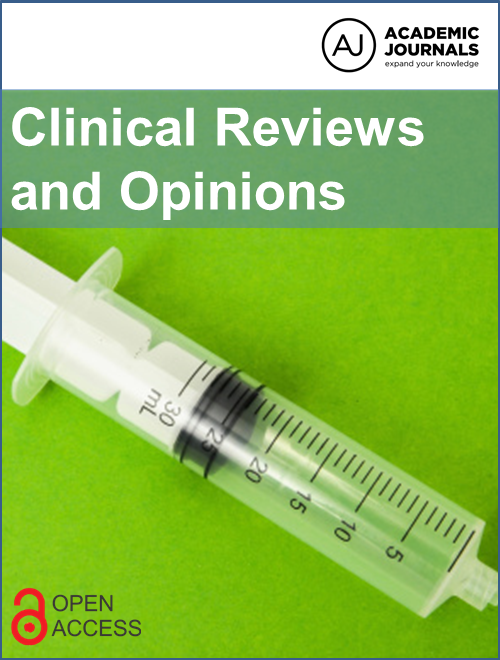 AJ
ACADEMIC
JOURNALS
expand your knowledge
Clinical Reviews
and Opinions
30
mL
25
20
15
10
5
OPEN
ACCESS